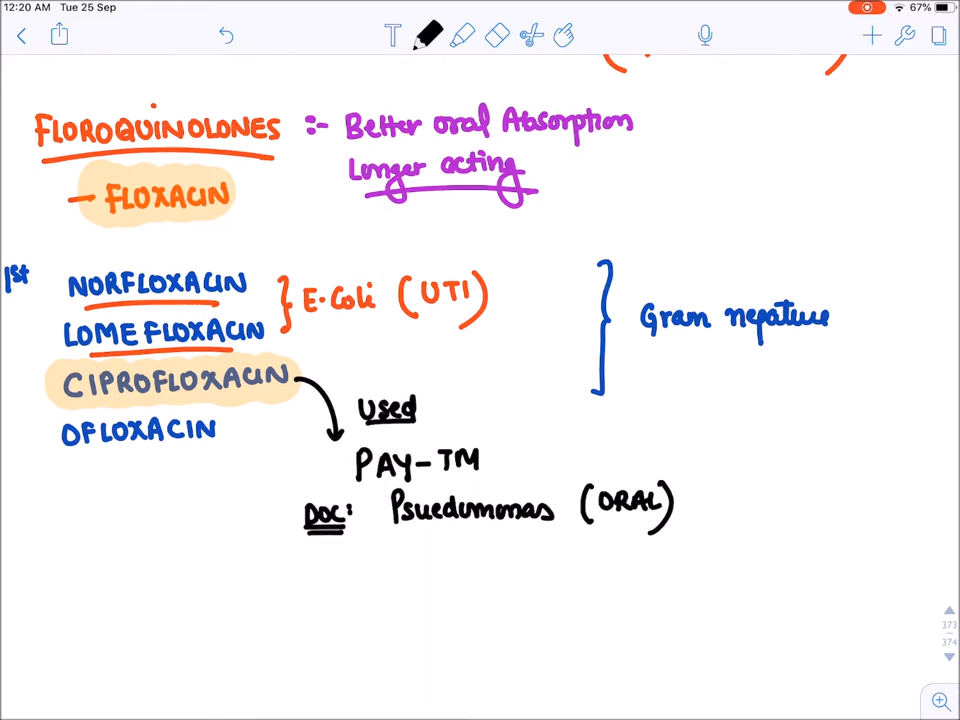 12:20 AM Tue 25 Sep
67%
T
FLOROQUINOLONES :- Better oral Absorption
Longer acting
- FLOXACIN
1st NORFLOXACIN
LOMEFLOXACIN
E.Coli (UTI)
CIPROFLOXACIN
OFLOXACIN
Gram negative
Used
PAY-TM
DOC: Psuedomonas (ORAL)
373
374